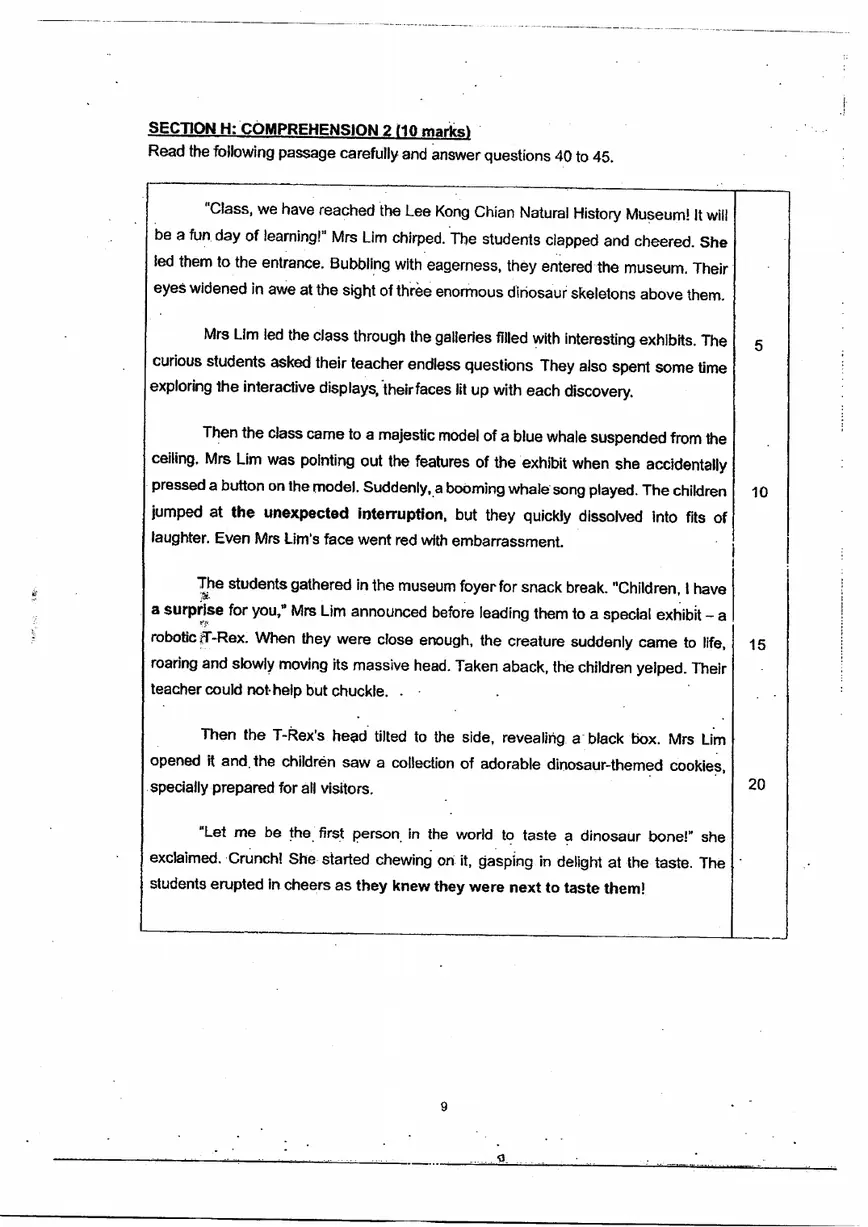 SECTION H: COMPREHENSION 2 (10 marks)
Read the following passage carefully and answer questions 40 to 45.
"Class, we have reached the Lee Kong Chian Natural History Museum! It will
be a fun day of learning!" Mrs Lim chirped. The students clapped and cheered. She
led them to the entrance. Bubbling with eagerness, they entered the museum. Their
eyes widened in awe at the sight of three enormous dinosaur skeletons above them.
Mrs Lim led the class through the galleries filled with interesting exhibits. The 5
curious students asked their teacher endless questions They also spent some time
exploring the interactive displays, their faces lit up with each discovery.
Then the class came to a majestic model of a blue whale suspended from the
ceiling. Mrs Lim was pointing out the features of the exhibit when she accidentally
pressed a button on the model. Suddenly, a booming whale song played. The children 10
jumped at the unexpected interruption, but they quickly dissolved into fits of
laughter. Even Mrs Lim's face went red with embarrassment.
The students gathered in the museum foyer for snack break. "Children, I have
a surprise for you," Mrs Lim announced before leading them to a special exhibit – a
robotic T-Rex. When they were close enough, the creature suddenly came to life, 15
roaring and slowly moving its massive head. Taken aback, the children yelped. Their
teacher could not help but chuckle.
Then the T-Rex's head tilted to the side, revealing a black box. Mrs Lim
opened it and the children saw a collection of adorable dinosaur-themed cookies,
specially prepared for all visitors. 20
"Let me be the first person in the world to taste a dinosaur bone!" she
exclaimed. Crunch! She started chewing on it, gasping in delight at the taste. The
students erupted in cheers as they knew they were next to taste them!
9